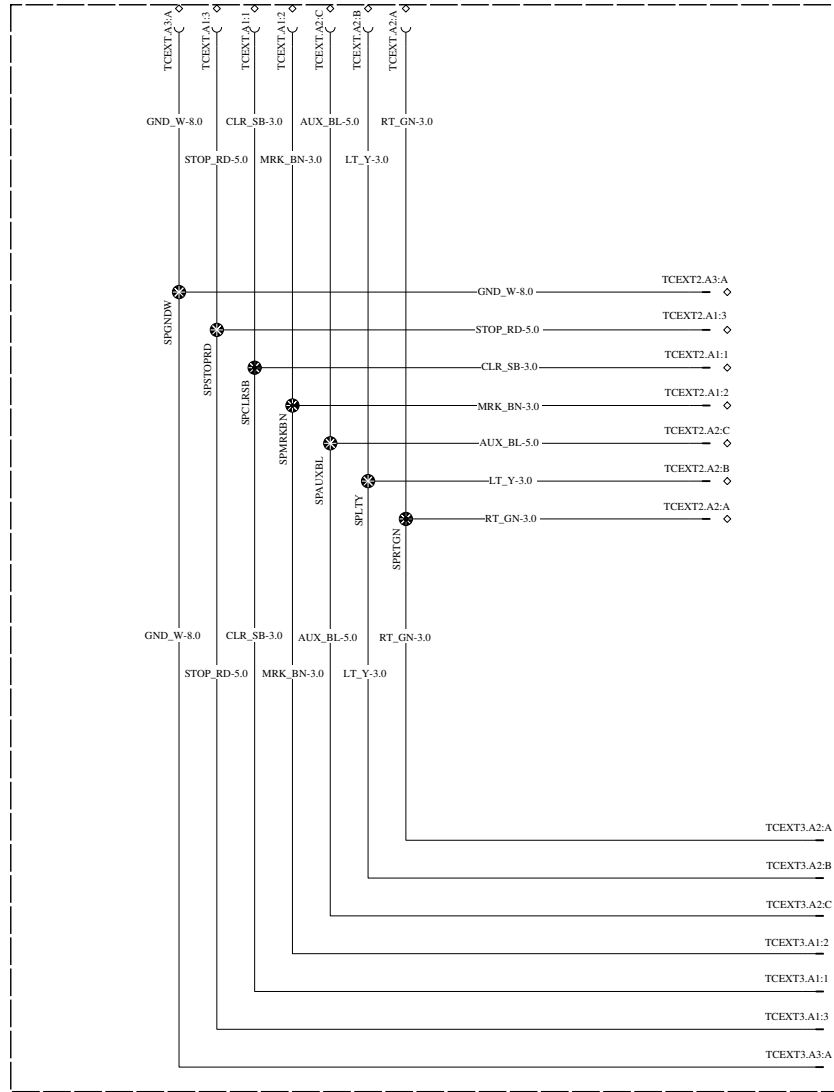 TCEXT.A3:A
TCEXT.A1:3
TCEXT.A1:1
TCEXT.A1:2
TCEXT.A2:C
TCEXT.A2:B
TCEXT.A2:A
GND_W-8.0
CLR_SB-3.0
AUX_BL-5.0
RT_GN-3.0
STOP_RD-5.0
MRK_BN-3.0
LT_Y-3.0
TCEXT2.A3:A
GND_W-8.0
SPGNDW
TCEXT2.A1:3
STOP_RD-5.0
SPSTOPRD
TCEXT2.A1:1
CLR_SB-3.0
SPCLRSB
TCEXT2.A1:2
MRK_BN-3.0
SPMRKBN
TCEXT2.A2:C
AUX_BL-5.0
SPAUXBL
TCEXT2.A2:B
LT_Y-3.0
SPLTY
TCEXT2.A2:A
RT_GN-3.0
SPRTGN
GND_W-8.0
CLR_SB-3.0
AUX_BL-5.0
RT_GN-3.0
STOP_RD-5.0
MRK_BN-3.0
LT_Y-3.0
TCEXT3.A2:A
TCEXT3.A2:B
TCEXT3.A2:C
TCEXT3.A1:2
TCEXT3.A1:1
TCEXT3.A1:3
TCEXT3.A3:A